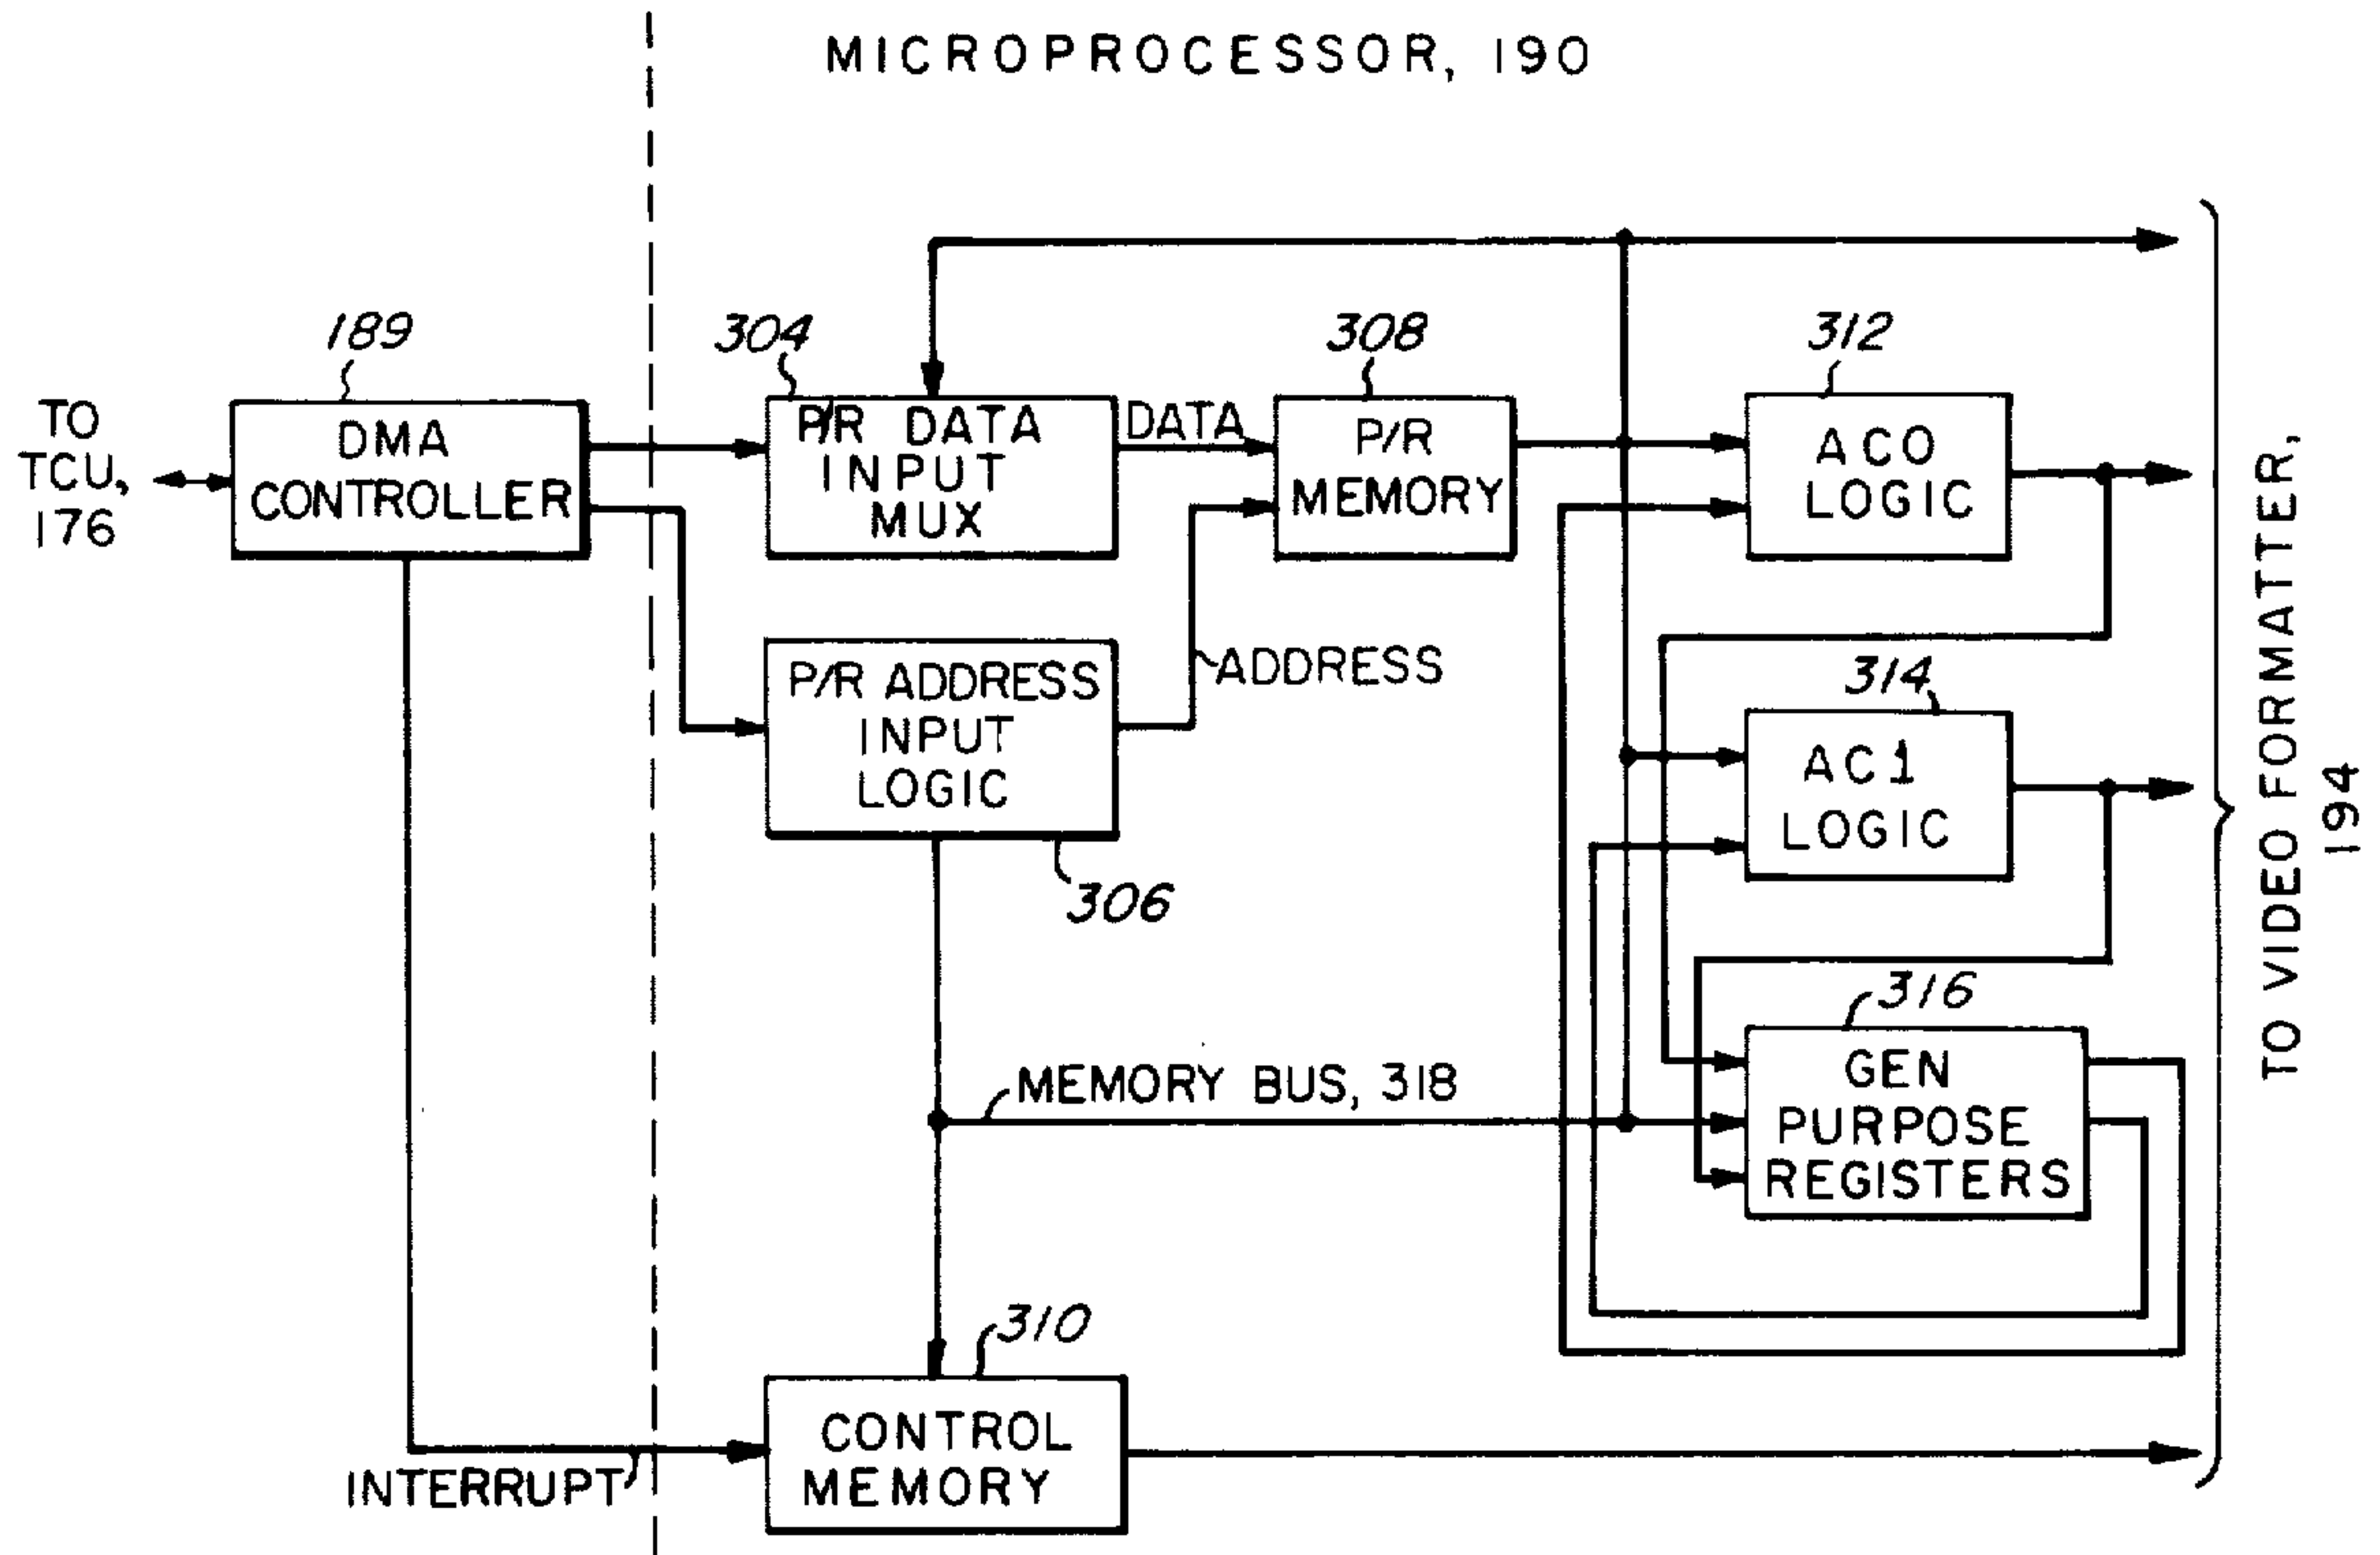 MICROPROCESSOR, 190
189
304
308
312
TO
TCU,
176
DMA
CONTROLLER
P/R DATA
INPUT
MUX
DATA
P/R
MEMORY
AC0
LOGIC
P/R ADDRESS
INPUT
LOGIC
ADDRESS
306
314
AC1
LOGIC
316
GEN
PURPOSE
REGISTERS
MEMORY BUS, 318
310
CONTROL
MEMORY
INTERRUPT
TO VIDEO FORMATTER,
194